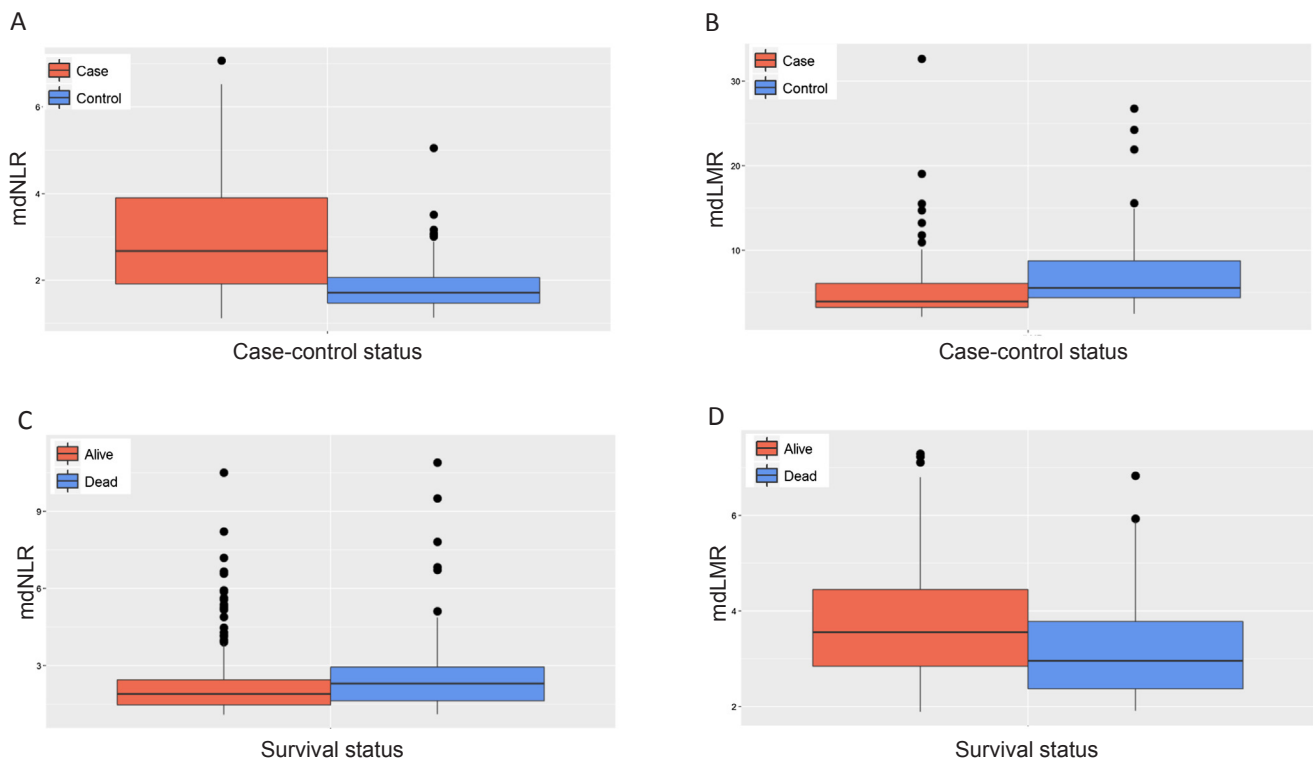 A
Case
Control
6
4
2
mdNLR
Case-control status
B
Case
Control
30
20
10
mdLMR
Case-control status
C
Alive
Dead
9
6
3
mdNLR
Survival status
D
Alive
Dead
6
4
2
mdLMR
Survival status